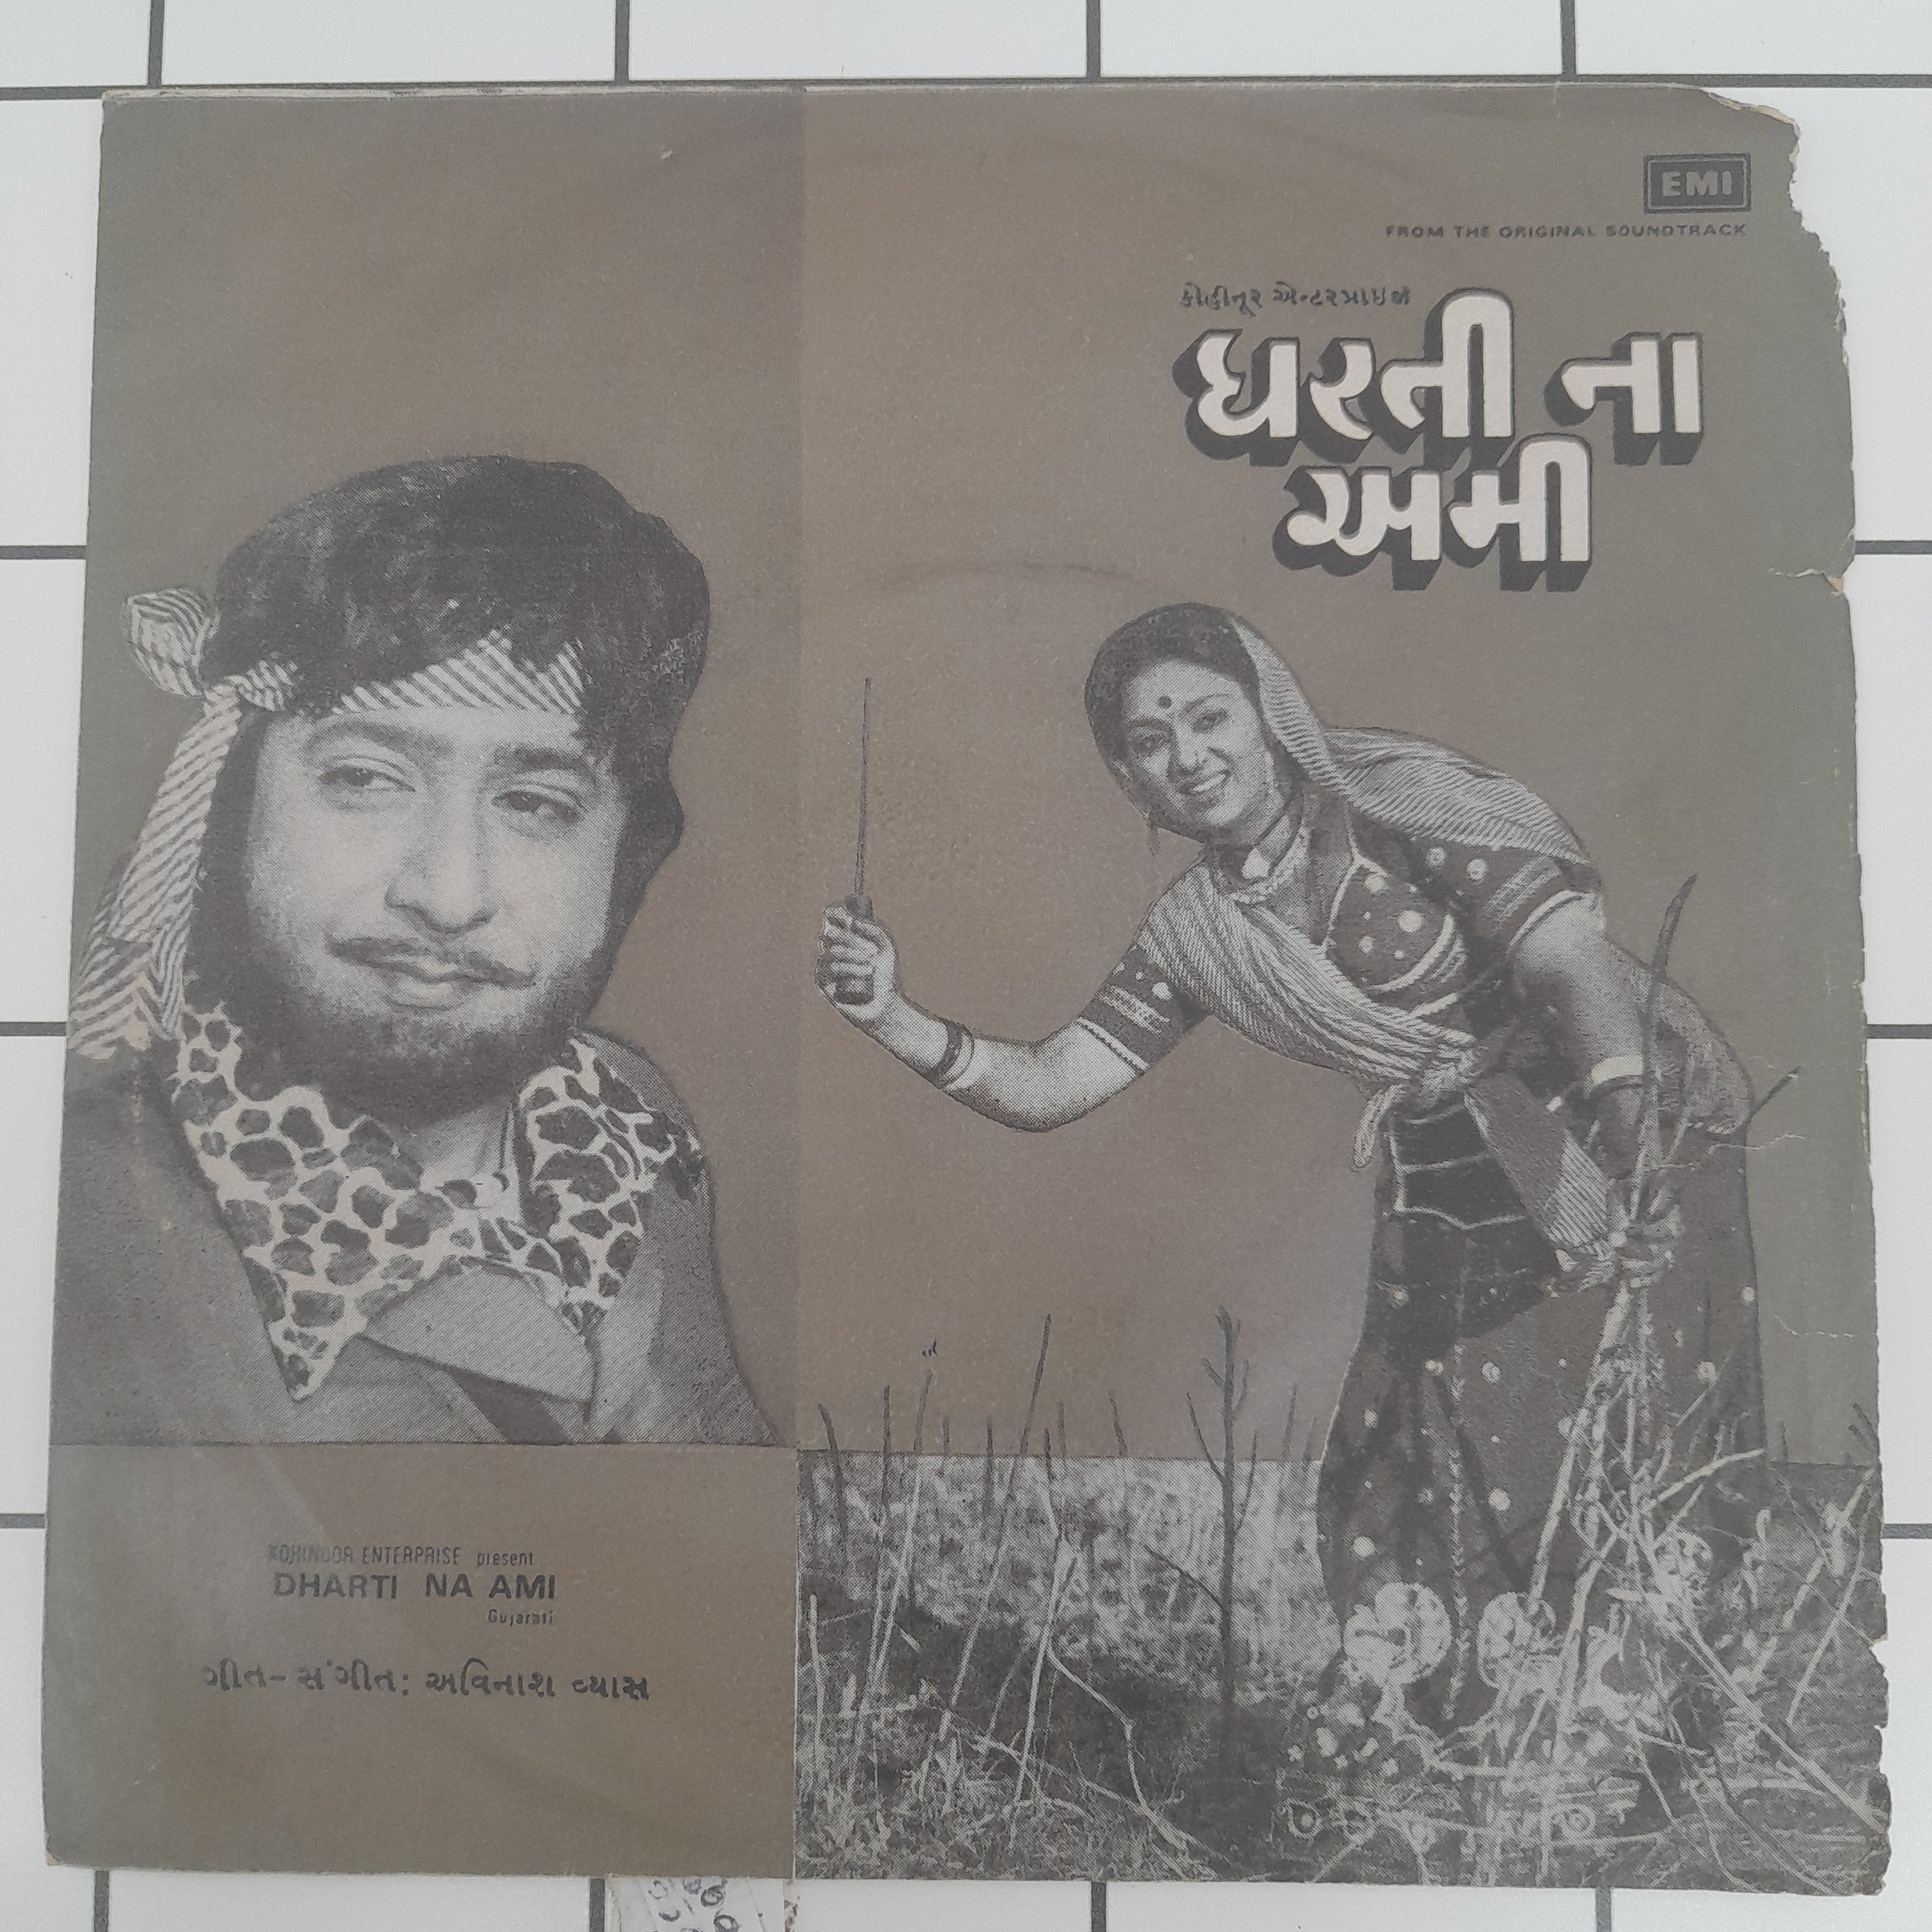 EMI
FROM THE ORIGINAL SOUNDTRACK
કોહીનૂર એન્ટરપ્રાઇઝ
ધરતી ના
અમી
KOHINOOR ENTERPRISE present
DHARTI NA AMI
Gujarati
ગીત-સંગીત: અવિનાશ વ્યાસ